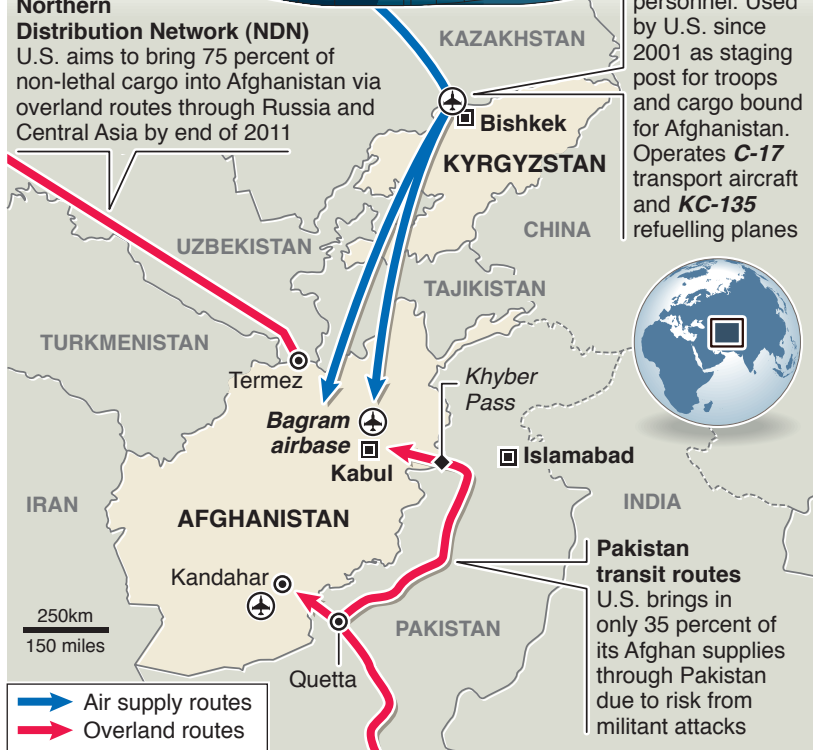 Northern
Distribution Network (NDN)
U.S. aims to bring 75 percent of
non-lethal cargo into Afghanistan via
overland routes through Russia and
Central Asia by end of 2011
personnel. Used
by U.S. since
2001 as staging
post for troops
and cargo bound
for Afghanistan.
Operates C-17
transport aircraft
and KC-135
refuelling planes
KAZAKHSTAN
Bishkek
KYRGYZSTAN
CHINA
UZBEKISTAN
TAJIKISTAN
TURKMENISTAN
Termez
Khyber
Pass
Bagram
airbase
Kabul
Islamabad
IRAN
INDIA
AFGHANISTAN
Kandahar
Pakistan
transit routes
U.S. brings in
only 35 percent of
its Afghan supplies
through Pakistan
due to risk from
militant attacks
250km
150 miles
PAKISTAN
Quetta
Air supply routes
Overland routes